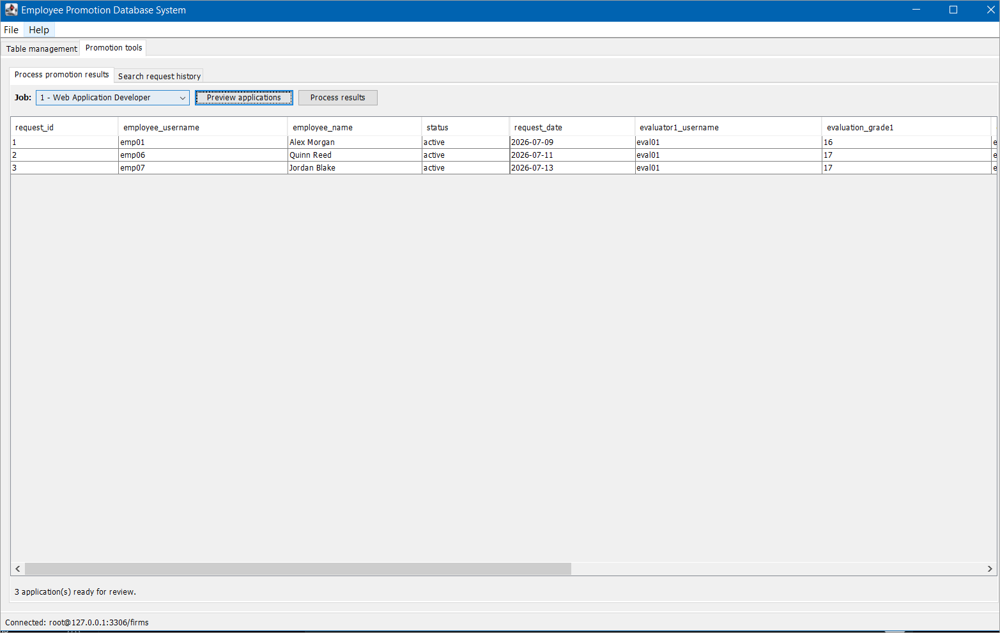 Employee Promotion Database System
File Help
Table management Promotion tools
Process promotion results Search request history
Job: 1 - Web Application Developer Preview applications Process results
request_id employee_username employee_name status request_date evaluator1_username evaluation_grade1
1 emp01 Alex Morgan active 2026-07-09 eval01 16 e
2 emp06 Quinn Reed active 2026-07-11 eval01 17 e
3 emp07 Jordan Blake active 2026-07-13 eval01 17 e
3 application(s) ready for review.
Connected: root@127.0.0.1:3306/firms